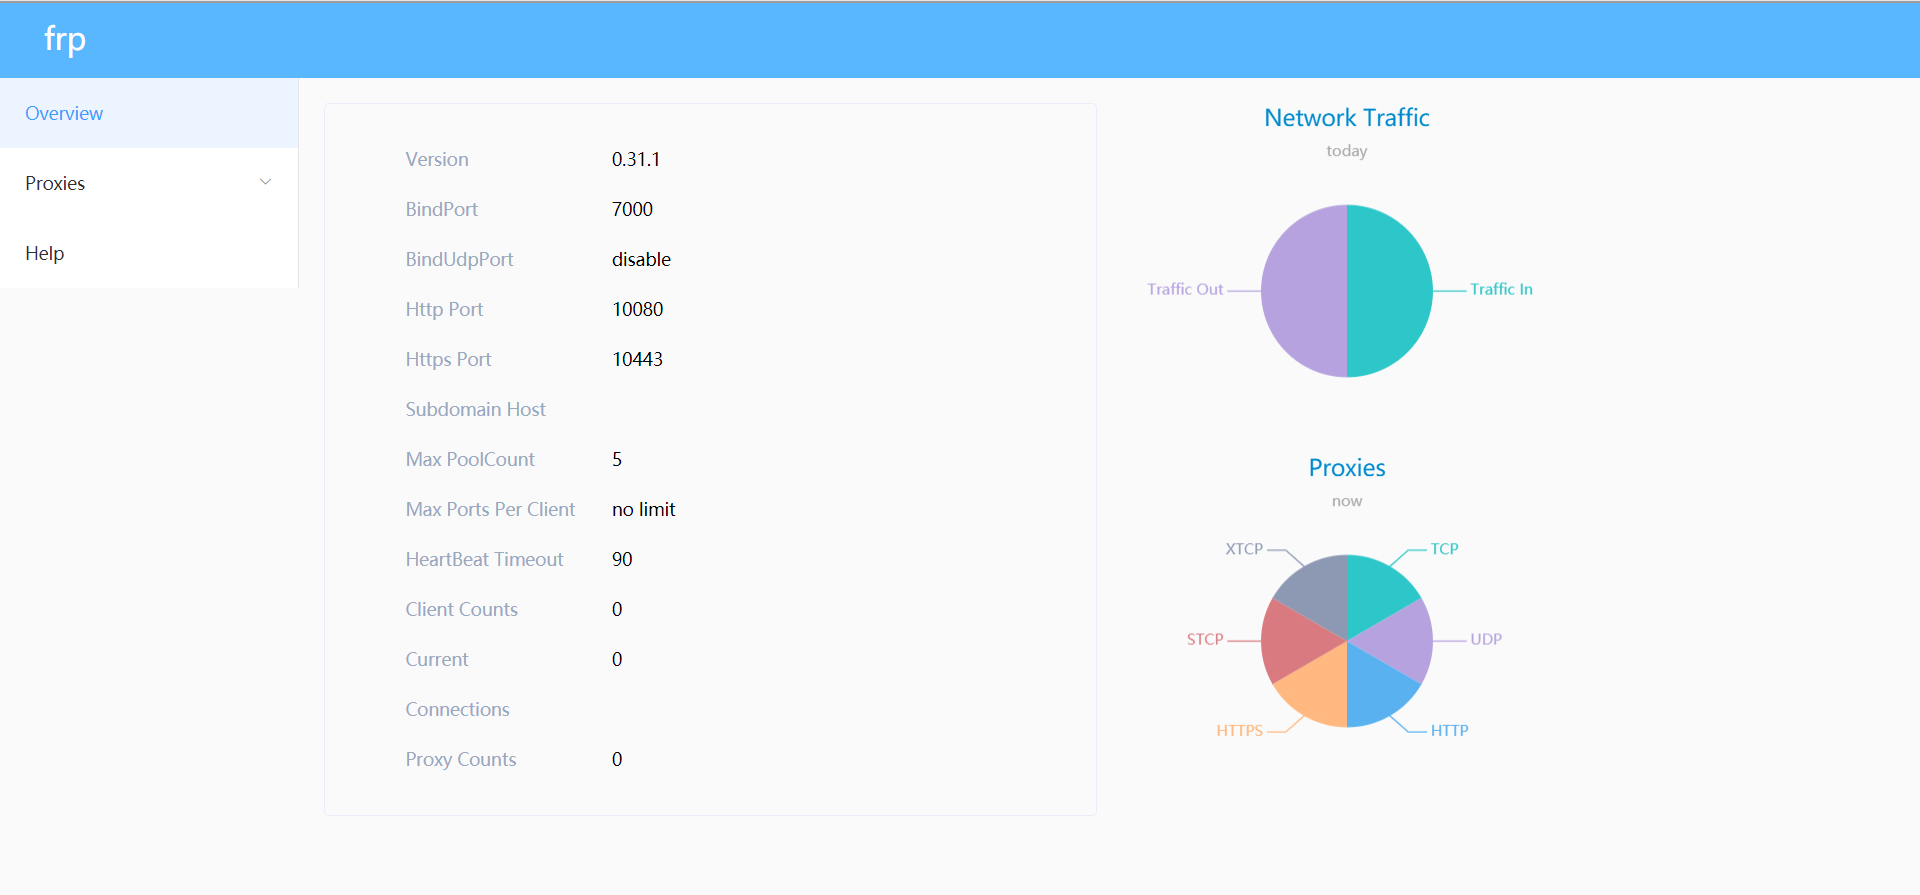 frp
Overview
Proxies
Help
Version 0.31.1
BindPort 7000
BindUdpPort disable
Http Port 10080
Https Port 10443
Subdomain Host
Max PoolCount 5
Max Ports Per Client no limit
HeartBeat Timeout 90
Client Counts 0
Current 0
Connections
Proxy Counts 0
Network Traffic
today
Traffic Out Traffic In
Proxies
now
XTCP TCP
STCP UDP
HTTPS HTTP